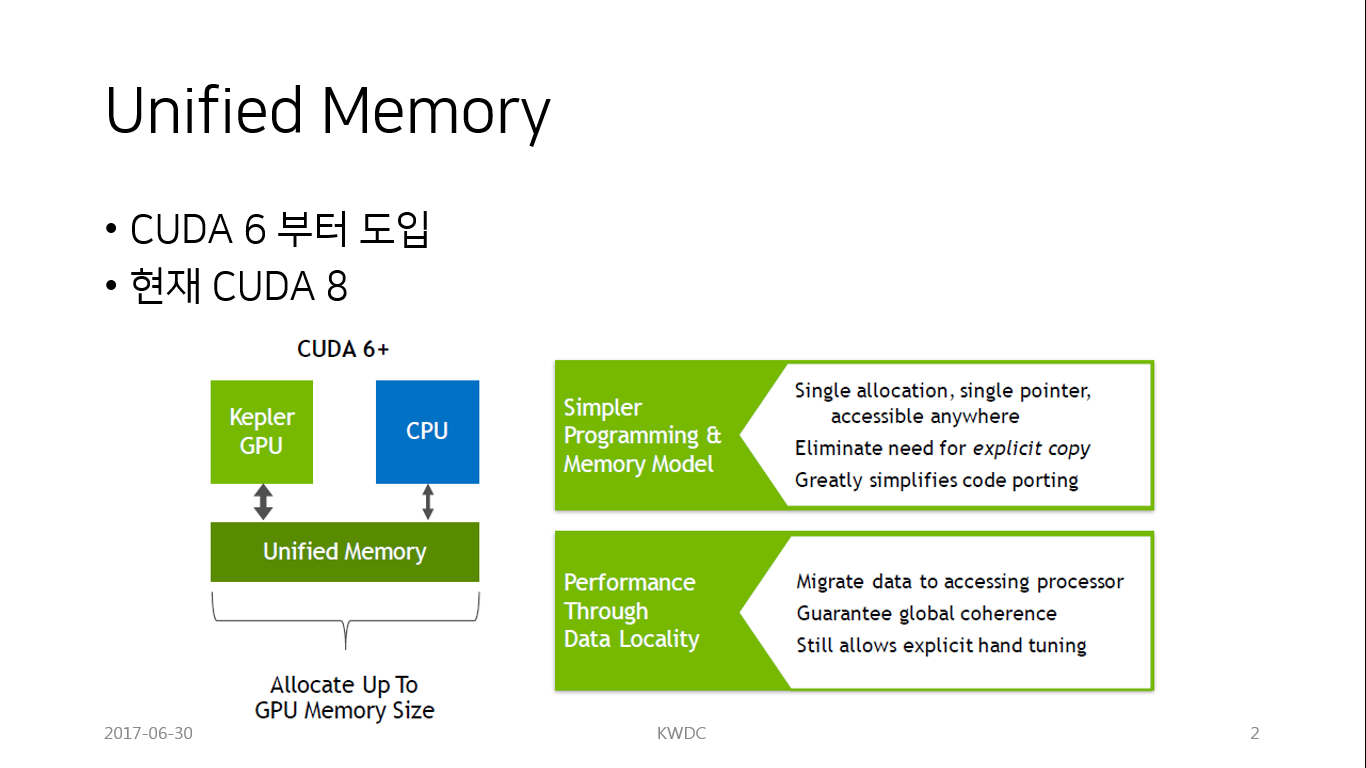 Unified Memory
• CUDA 6 부터 도입
• 현재 CUDA 8
CUDA 6+
Kepler
GPU
CPU
Unified Memory
Allocate Up To
GPU Memory Size
Simpler
Programming &
Memory Model
Single allocation, single pointer,
accessible anywhere
Eliminate need for explicit copy
Greatly simplifies code porting
Performance
Through
Data Locality
Migrate data to accessing processor
Guarantee global coherence
Still allows explicit hand tuning
2017-06-30
KWDC
2